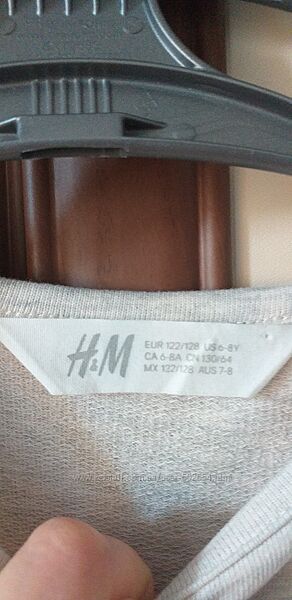 H&M
EUR 122/128 US 6-8Y
CA 6-8A CN 130/64
MX 122/128 AUS 7-8